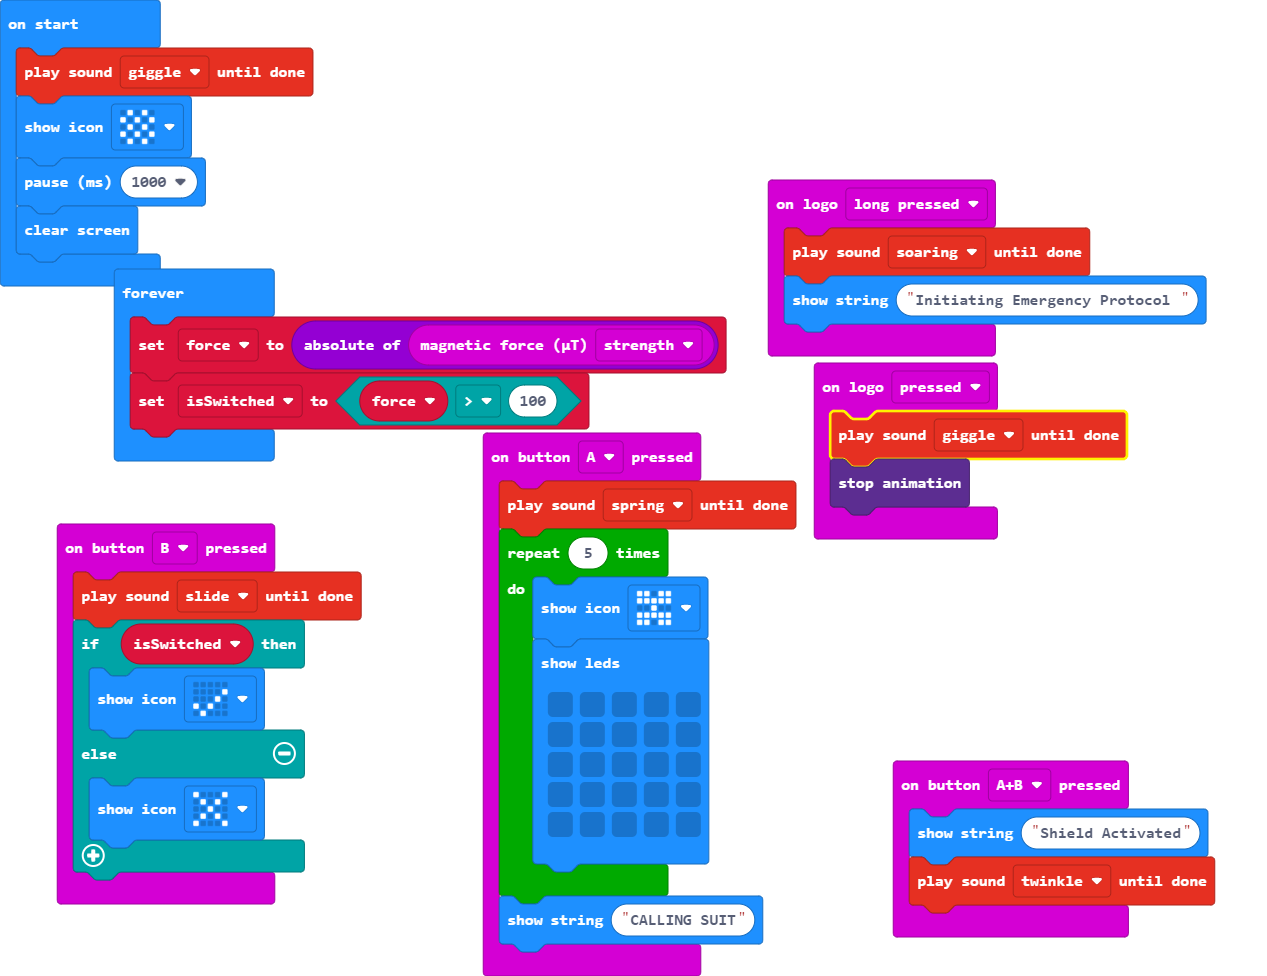 on start
play sound giggle until done
show icon
pause (ms) 1000
clear screen
forever
set force to absolute of magnetic force (µT) strength
set isSwitched to force > 100
on button B pressed
play sound slide until done
if isSwitched then
show icon
else
show icon
on button A pressed
play sound spring until done
repeat 5 times
do
show icon
show leds
show string "CALLING SUIT"
on logo long pressed
play sound soaring until done
show string "Initiating Emergency Protocol "
on logo pressed
play sound giggle until done
stop animation
on button A+B pressed
show string "Shield Activated"
play sound twinkle until done